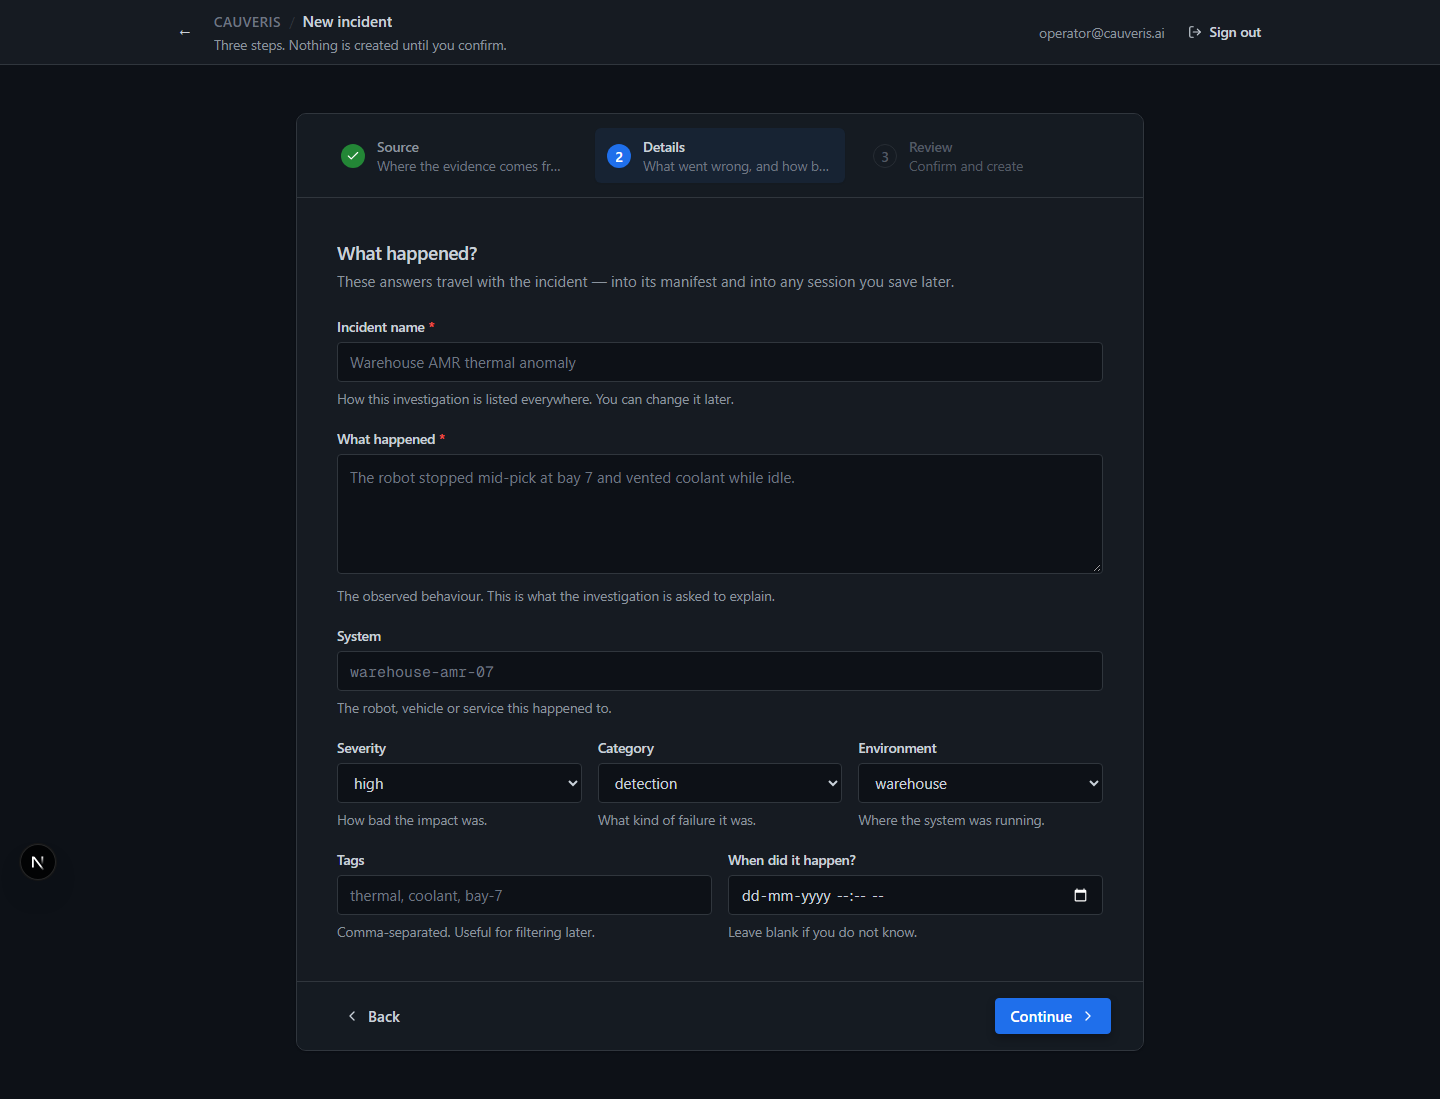 ← CAUVERIS / New incident
Three steps. Nothing is created until you confirm.
operator@cauveris.ai
Sign out
Source
Where the evidence comes fr...
2
Details
What went wrong, and how b...
3
Review
Confirm and create
What happened?
These answers travel with the incident — into its manifest and into any session you save later.
Incident name *
Warehouse AMR thermal anomaly
How this investigation is listed everywhere. You can change it later.
What happened *
The robot stopped mid-pick at bay 7 and vented coolant while idle.
The observed behaviour. This is what the investigation is asked to explain.
System
warehouse-amr-07
The robot, vehicle or service this happened to.
Severity
high
How bad the impact was.
Category
detection
What kind of failure it was.
Environment
warehouse
Where the system was running.
Tags
thermal, coolant, bay-7
Comma-separated. Useful for filtering later.
When did it happen?
dd-mm-yyyy --:-- --
Leave blank if you do not know.
N
Back
Continue